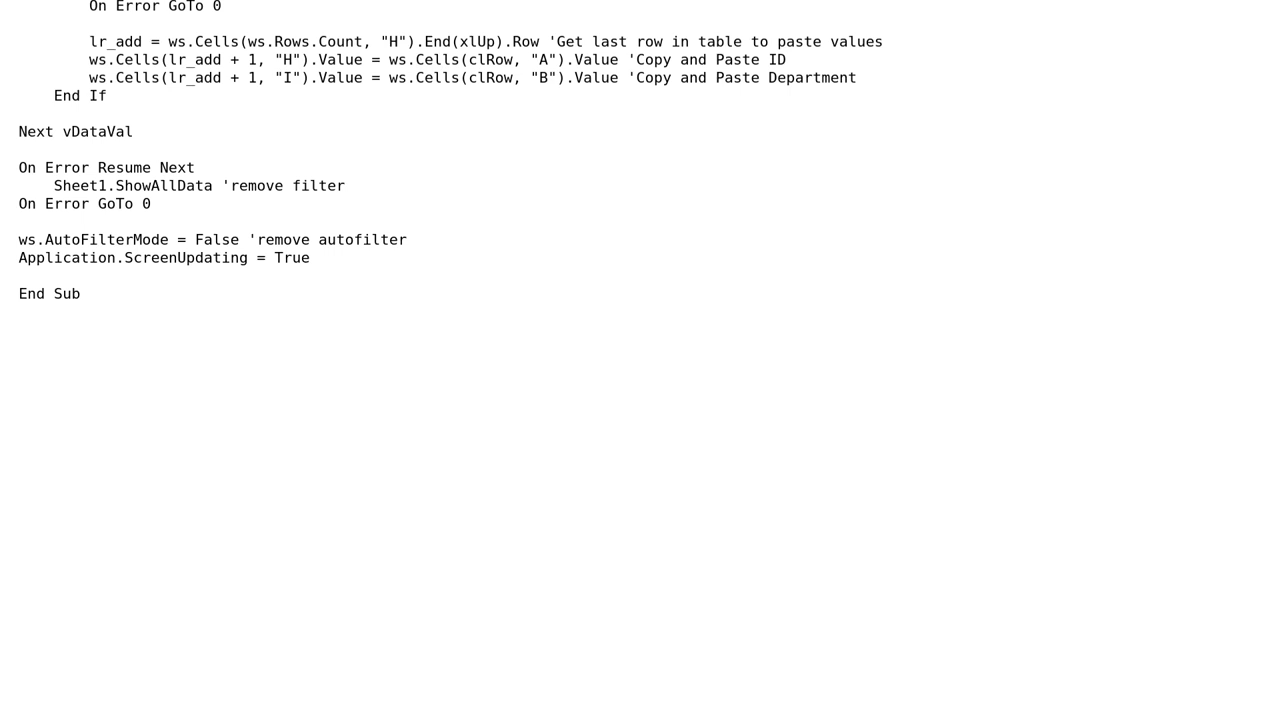 On Error GoTo 0
lr_add = ws.Cells(ws.Rows.Count, "H").End(xlUp).Row 'Get last row in table to paste values
ws.Cells(lr_add + 1, "H").Value = ws.Cells(clRow, "A").Value 'Copy and Paste ID
ws.Cells(lr_add + 1, "I").Value = ws.Cells(clRow, "B").Value 'Copy and Paste Department
End If
Next vDataVal
On Error Resume Next
Sheet1.ShowAllData 'remove filter
On Error GoTo 0
ws.AutoFilterMode = False 'remove autofilter
Application.ScreenUpdating = True
End Sub